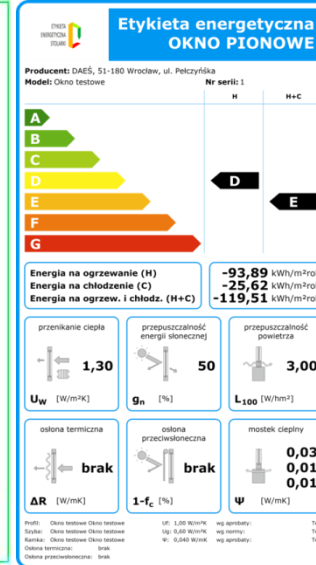 ETYKIETA
ENERGETYCZNA
STOLARKI
Etykieta energetyczna
OKNO PIONOWE
Producent: DAEŚ, 51-180 Wrocław, ul. Pełczyńska
Model: Okno testowe Nr serii: 1
H H+C
A
B
C
D D
E E
F
G
Energia na ogrzewanie (H) -93,89 kWh/m²rok
Energia na chłodzenie (C) -25,62 kWh/m²rok
Energia na ogrzew. i chłodz. (H+C) -119,51 kWh/m²rok
przenikanie ciepła
1,30
Uw [W/m²K]
przepuszczalność
energii słonecznej
50
gn [%]
przepuszczalność
powietrza
3,00
L100 [W/hm²]
osłona termiczna
brak
ΔR [W/mK]
osłona
przeciwsłoneczna
brak
1-fc [%]
mostek cieplny
0,03
0,01
0,01
Ψ [W/mK]
Profil: Okno testowe Okno testowe Uf: 1,00 W/m²K wg aprobaty:
Szyba: Okno testowe Okno testowe Ug: 0,60 W/m²K wg normy:
Ramka: Okno testowe Okno testowe Ψ: 0,040 W/mK wg aprobaty:
Osłona termiczna: brak
Osłona przeciwsłoneczna: brak